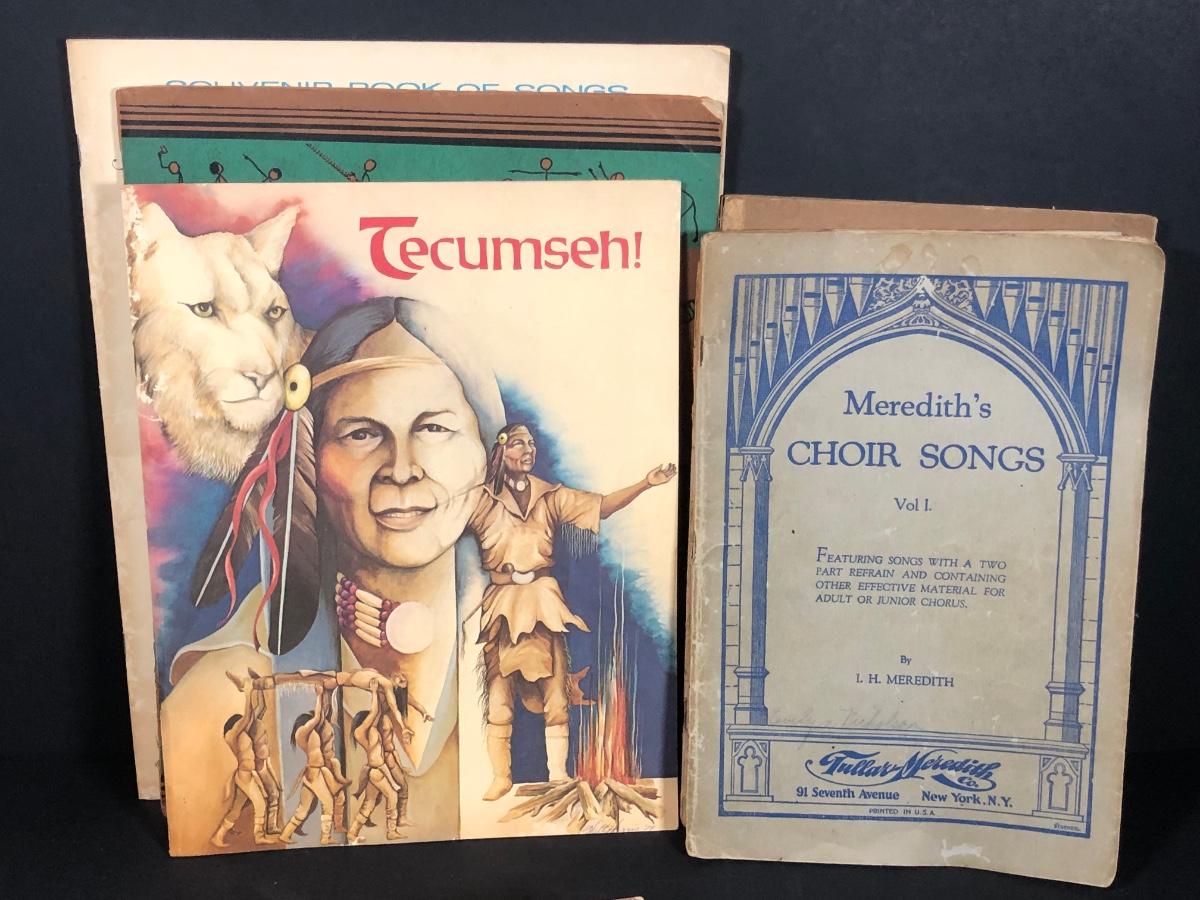 SOUVENIR BOOK OF SONGS
Tecumseh!
Meredith's
CHOIR SONGS
Vol I.
FEATURING SONGS WITH A TWO
PART REFRAIN AND CONTAINING
OTHER EFFECTIVE MATERIAL FOR
ADULT OR JUNIOR CHORUS.
By
I. H. MEREDITH
Nicholson
Tullar-Meredith
Co.
91 Seventh Avenue New York, N.Y.
PRINTED IN U.S.A.